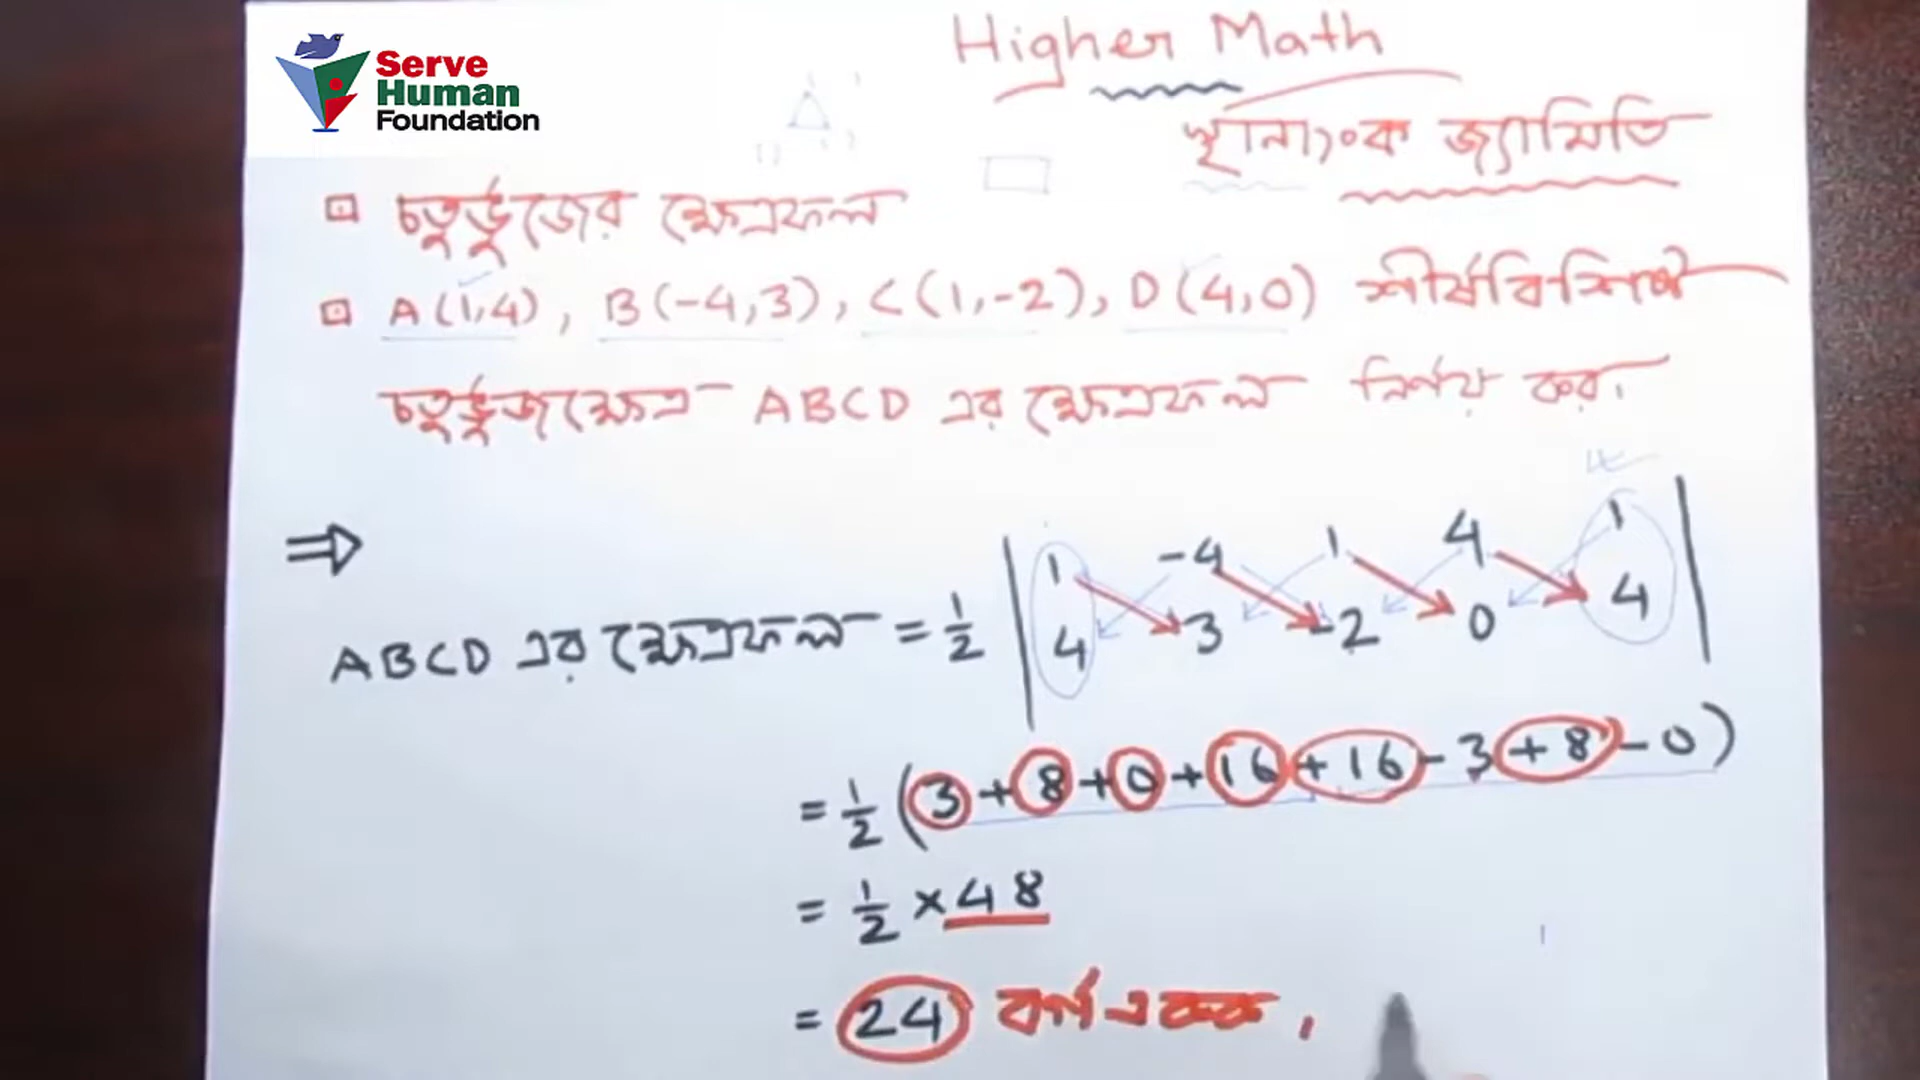 Serve
Human
Foundation
Higher Math
স্থানাংক জ্যামিতি
চতুর্ভুজের ক্ষেত্রফল
A(1,4), B(-4,3), C(1,-2), D(4,0) শীর্ষবিশিষ্ট
চতুর্ভুজক্ষেত্র ABCD এর ক্ষেত্রফল নির্ণয় কর।
⇒
ABCD এর ক্ষেত্রফল = 1/2 | 1 -4 1 4 1
4 3 -2 0 4 |
= 1/2 (3+8+0+16+16-3+8-0)
= 1/2 × 48
= 24 বর্গ একক।